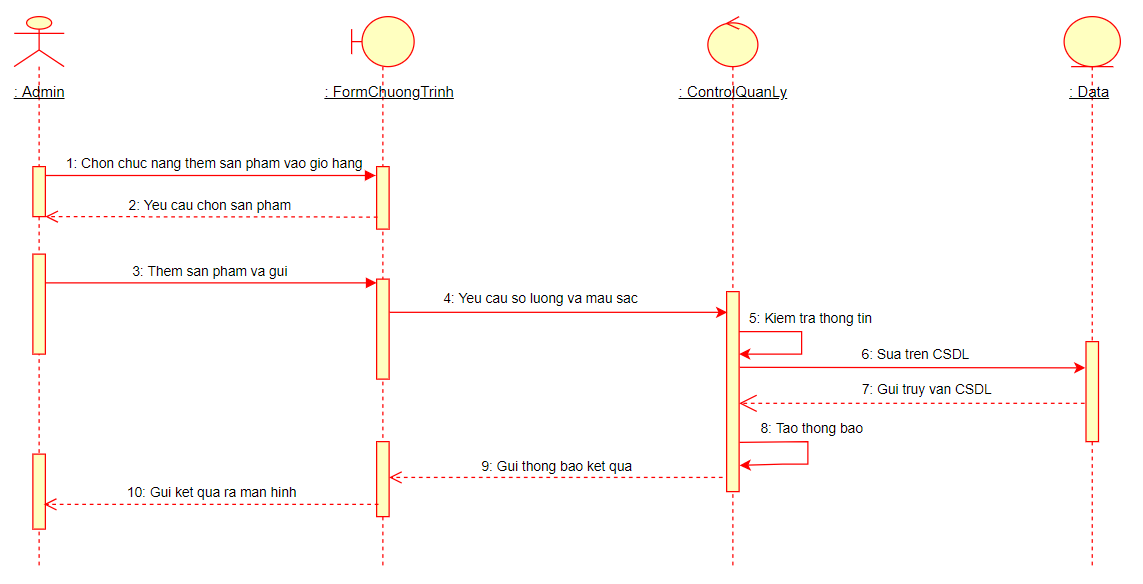 : Admin
: FormChuongTrinh
: ControlQuanLy
: Data
1: Chon chuc nang them san pham vao gio hang
2: Yeu cau chon san pham
3: Them san pham va gui
4: Yeu cau so luong va mau sac
5: Kiem tra thong tin
6: Sua tren CSDL
7: Gui truy van CSDL
8: Tao thong bao
9: Gui thong bao ket qua
10: Gui ket qua ra man hinh